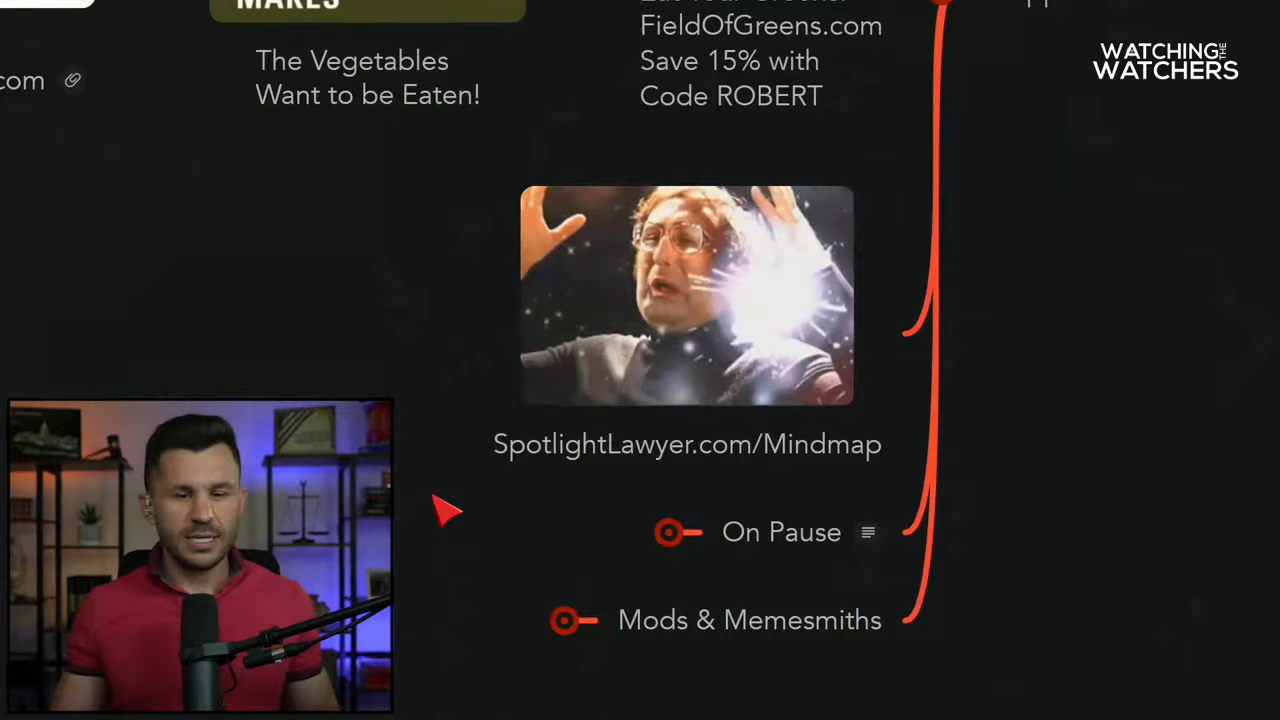 MAKES
FieldOfGreens.com
Save 15% with
Code ROBERT
The Vegetables
Want to be Eaten!
com
WATCHING THE
WATCHERS
SpotlightLawyer.com/Mindmap
On Pause
Mods & Memesmiths